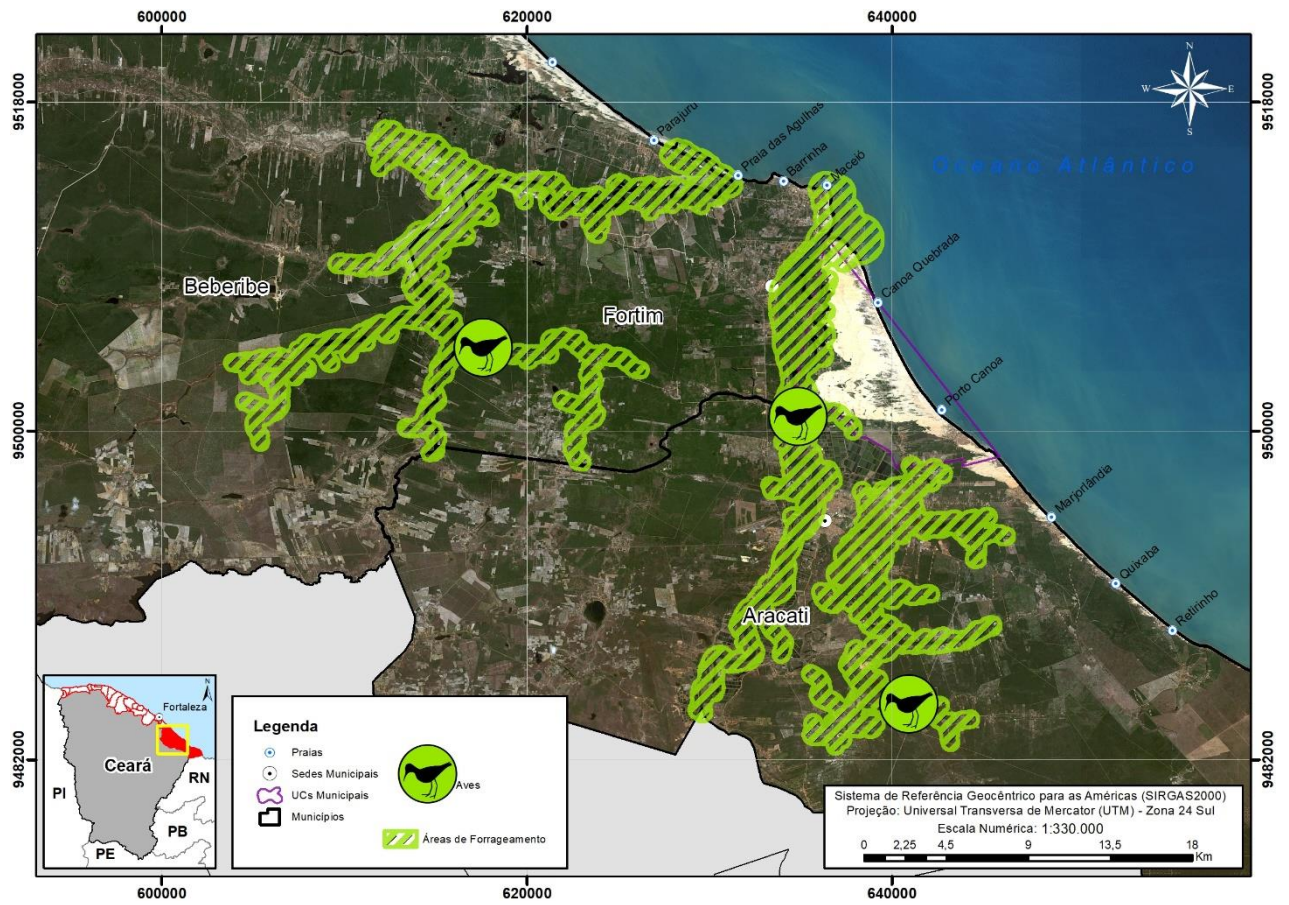 600000
620000
640000
N
W
E
S
9518000
9518000
Parajuru
Praia das Agulhas
Barrinha
Maceió
Oceano Atlântico
Canoa Quebrada
Beberibe
Fortim
Porto Canoa
9500000
9500000
Marjorlândia
Quixaba
Aracati
Retirinho
N
Fortaleza
Ceará
RN
PI
PB
PE
Legenda
Praias
Sedes Municipais
UCs Municipais
Municípios
Aves
Áreas de Forrageamento
9482000
9482000
Sistema de Referência Geocêntrico para as Américas (SIRGAS2000)
Projeção: Universal Transversa de Mercator (UTM) - Zona 24 Sul
Escala Numérica: 1:330.000
0 2,25 4,5 9 13,5 18
Km
600000
620000
640000